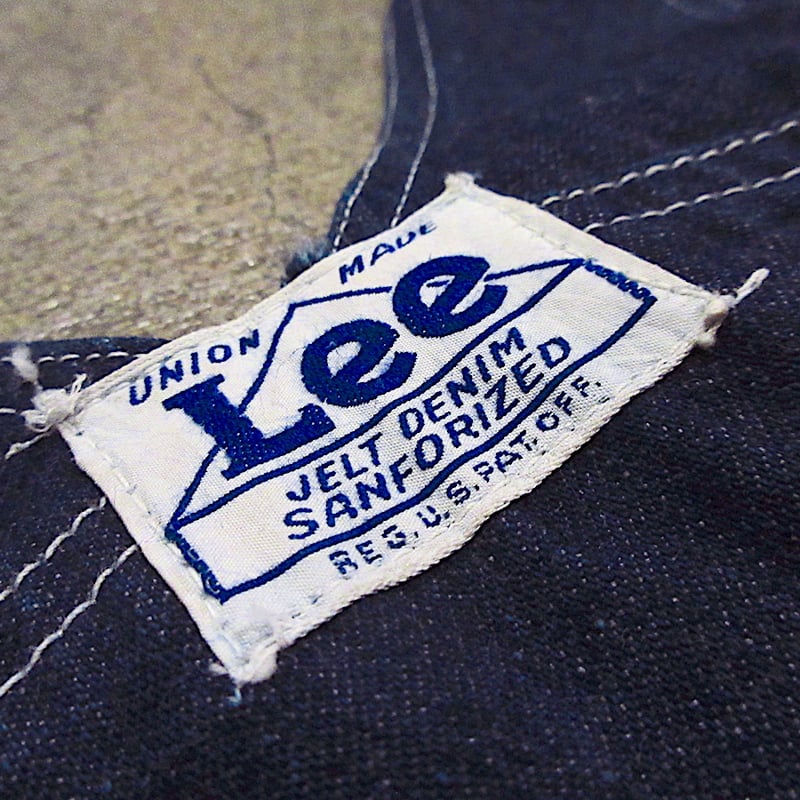 UNION MADE
Lee
JELT DENIM
SANFORIZED
REG. U. S. PAT. OFF.